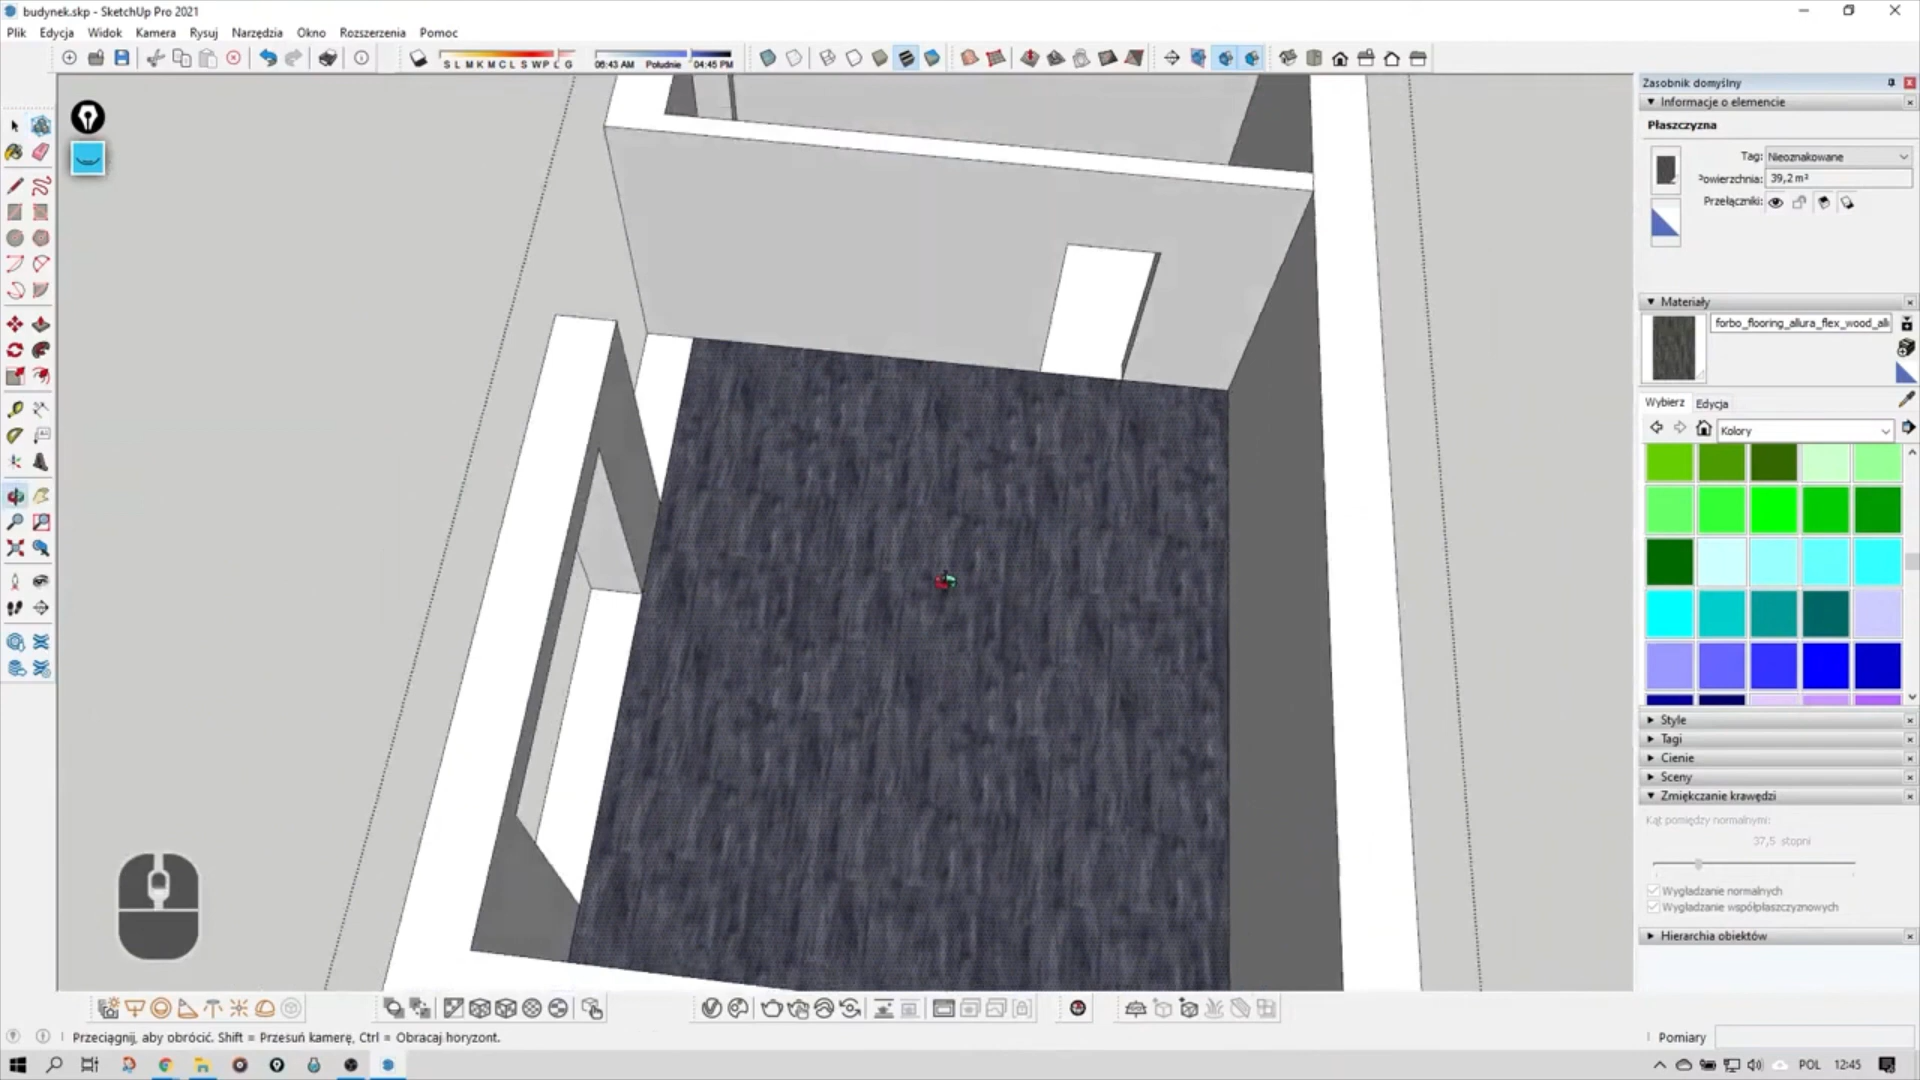 budynek.skp - SketchUp Pro 2021
Plik Edycja Widok Kamera Rysuj Narzędzia Okno Rozszerzenia Pomoc
S L M K M C L S W P L G
06:43 AM Południe 04:45 PM
Zasobnik domyślny
Informacje o elemencie
Płaszczyzna
Tag: Nieoznakowane
Powierzchnia: 39,2 m²
Przełączniki:
Materiały
forbo_flooring_allura_flex_wood_all
Wybierz Edycja
Kolory
Style
Tagi
Cienie
Sceny
Zmiękczanie krawędzi
Kąt pomiędzy normalnymi:
37,5 stopni
Wygładzanie normalnych
Wygładzanie współpłaszczyznowych
Hierarchia obiektów
Przeciągnij, aby obrócić. Shift = Przesuń kamerę, Ctrl = Obracaj horyzont.
Pomiary
POL 12:45